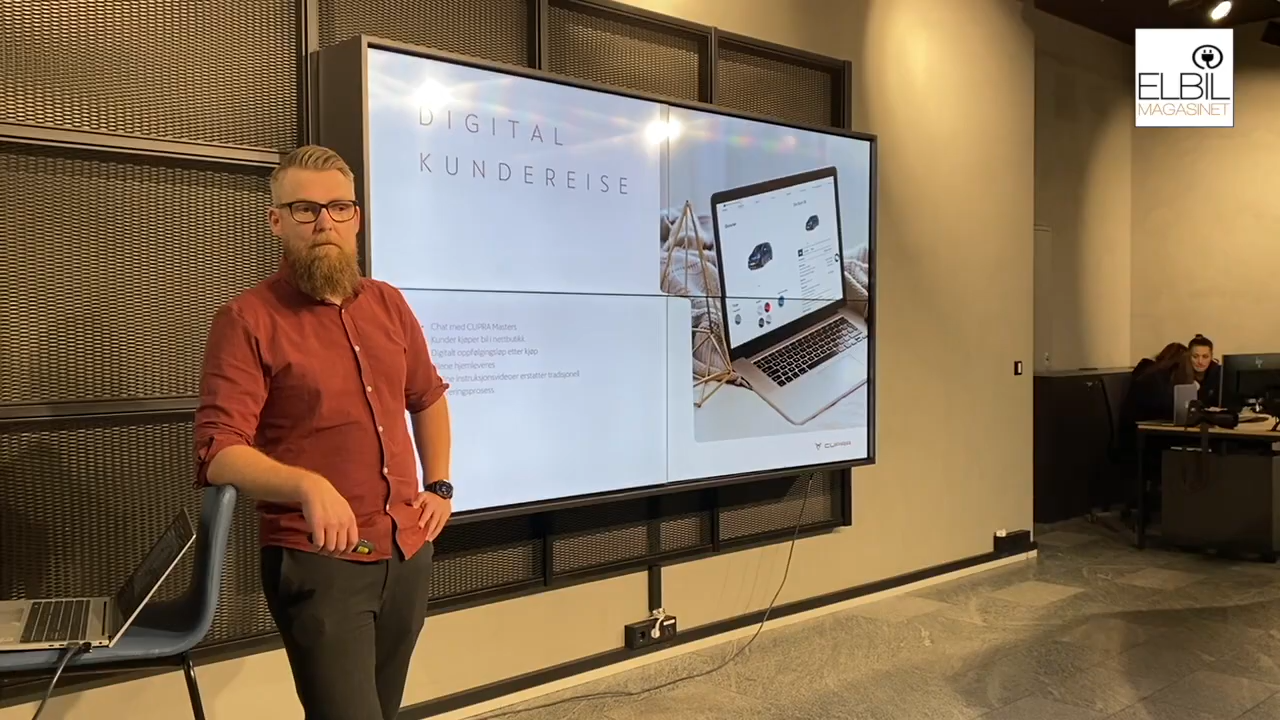 ELBIL
MAGASINET
DIGITAL
KUNDEREISE
Chat med CUPRA Masters
Kunder kjøper bil i nettbutikk
Digitalt oppfølgingsløp etter kjøp
hjemleveres
instruksjonsvideoer erstatter tradisjonell
CUPRA